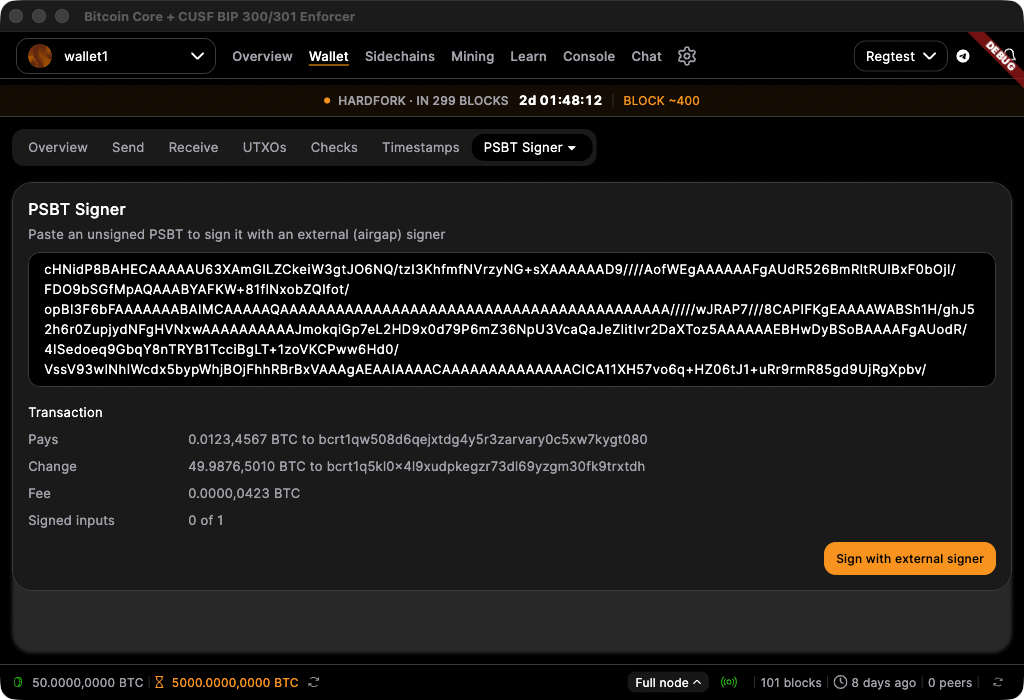 Bitcoin Core + CUSF BIP 300/301 Enforcer
wallet1
Overview
Wallet
Sidechains
Mining
Learn
Console
Chat
Regtest
DEBUG
HARDFORK · IN 299 BLOCKS 2d 01:48:12 BLOCK ~400
Overview
Send
Receive
UTXOs
Checks
Timestamps
PSBT Signer
PSBT Signer
Paste an unsigned PSBT to sign it with an external (airgap) signer
cHNidP8BAHECAAAAAU63XAmGILZCkeiW3gtJO6NQ/tzI3KhfmfNVrzyNG+sXAAAAAAD9////AofWEgAAAAAAFgAUdR526BmRltRUIBxF0bOjI/
FDO9bSGfMpAQAAABYAFKW+81fINxobZQIfot/
opBI3F6bFAAAAAAABAIMCAAAAAQAAAAAAAAAAAAAAAAAAAAAAAAAAAAAAAAAAAAAAAAAA/////wJRAP7///8CAPIFKgEAAAAWABSh1H/ghJ5
2h6r0ZupjydNFgHVNxwAAAAAAAAAAJmokqiGp7eL2HD9x0d79P6mZ36NpU3VcaQaJeZIitIvr2DaXToz5AAAAAAEBHwDyBSoBAAAAFgAUodR/
4ISedoeq9GbqY8nTRYB1TcciBgLT+1zoVKCPww6Hd0/
VssV93wlNhIWcdx5bypWhjBOjFhhRBrBxVAAAgAEAAIAAAACAAAAAAAAAAAAAAACICA11XH57vo6q+HZ06tJ1+uRr9rmR85gd9UjRgXpbv/
Transaction
Pays 0.0123,4567 BTC to bcrt1qw508d6qejxtdg4y5r3zarvary0c5xw7kygt080
Change 49.9876,5010 BTC to bcrt1q5kl0×4l9xudpkegzr73dl69yzgm30fk9trxtdh
Fee 0.0000,0423 BTC
Signed inputs 0 of 1
Sign with external signer
50.0000,0000 BTC
5000.0000,0000 BTC
Full node
101 blocks
8 days ago
0 peers